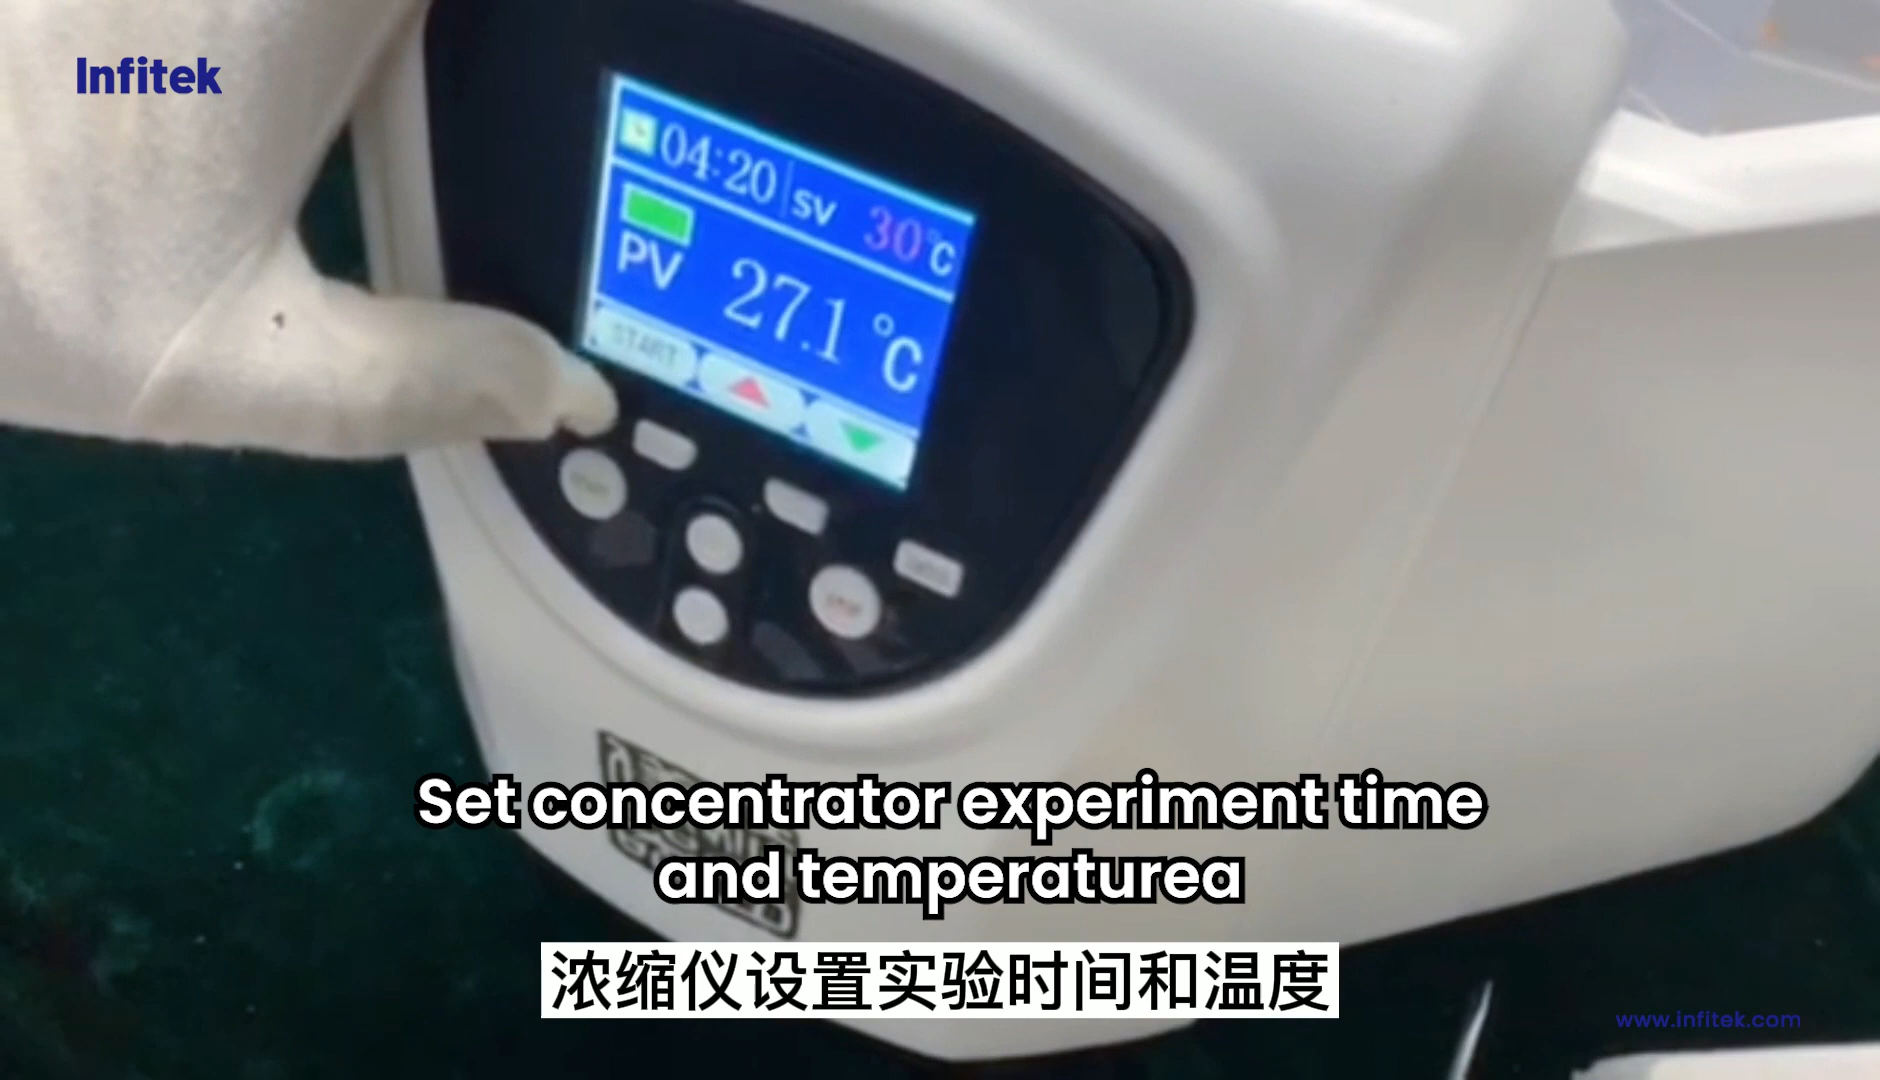 Infitek
04:20 SV 30℃
PV 27.1 ℃
START
Set concentrator experiment time
and temperaturea
浓缩仪设置实验时间和温度
www.infitek.com